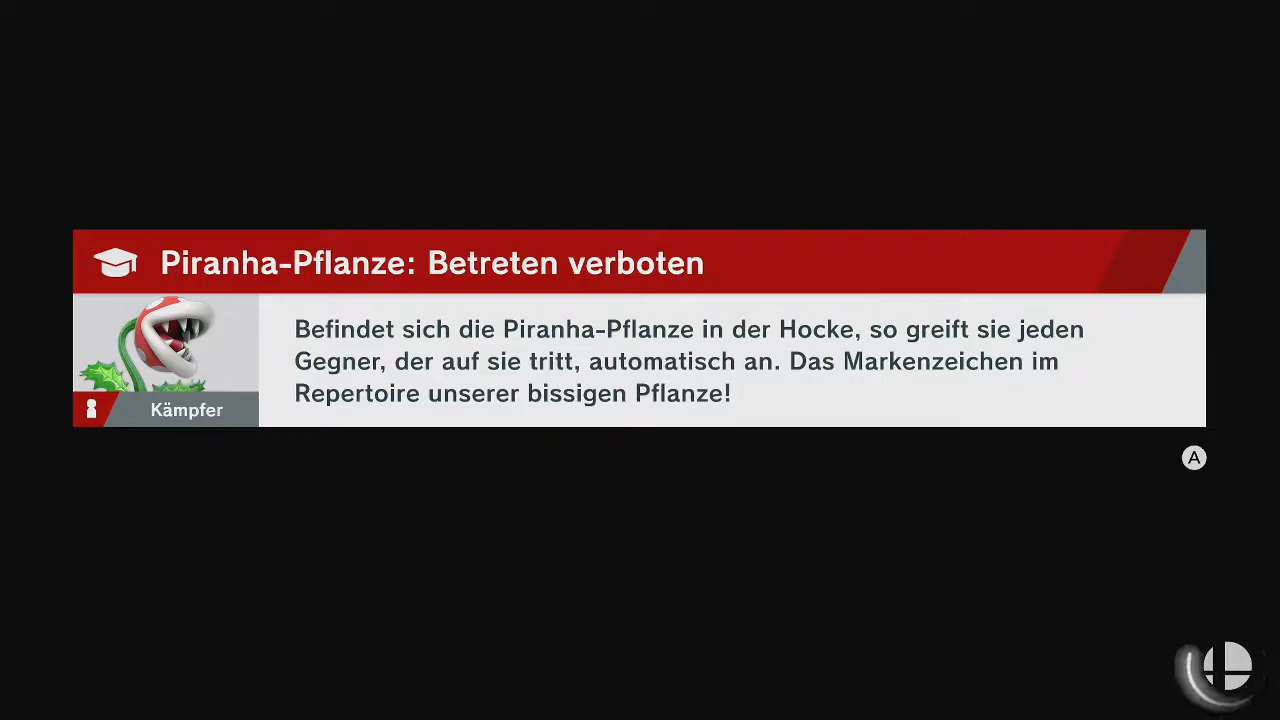 Piranha-Pflanze: Betreten verboten
Befindet sich die Piranha-Pflanze in der Hocke, so greift sie jeden
Gegner, der auf sie tritt, automatisch an. Das Markenzeichen im
Repertoire unserer bissigen Pflanze!
Kämpfer
A